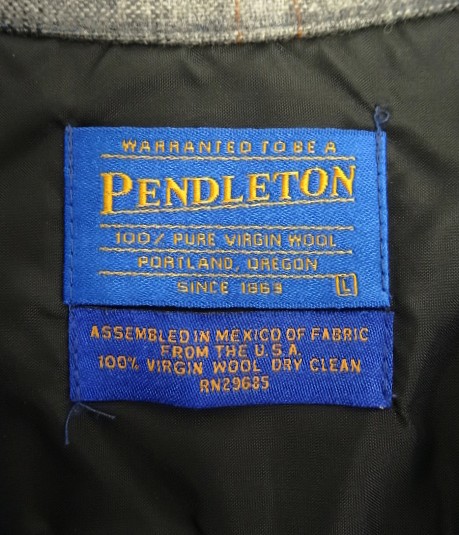 WARRANTED TO BE A
PENDLETON
100% PURE VIRGIN WOOL
PORTLAND, OREGON
SINCE 1863 L
ASSEMBLED IN MEXICO OF FABRIC
FROM THE U.S.A.
100% VIRGIN WOOL DRY CLEAN
RN29685